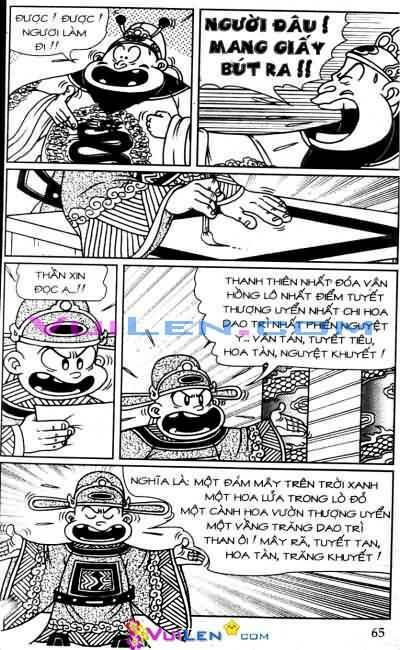 ĐƯỢC! ĐƯỢC!
NGƯƠI LÀM
ĐI!!
NGƯỜI ĐÂU!
MANG GIẤY
BÚT RA!!
THẦN XIN
ĐỌC Ạ..!!
THANH THIÊN NHẤT ĐÓA VÂN
HỒNG LÔ NHẤT ĐIỂM TUYẾT
THƯỢNG UYỂN NHẤT CHI HOA
DAO TRÌ NHẤT PHIẾN NGUYỆT
Y.. VÂN TÁN, TUYẾT TIÊU,
HOA TÀN, NGUYỆT KHUYẾT!
VUILEN.COM
NGHĨA LÀ: MỘT ĐÁM MÂY TRÊN TRỜI XANH
MỘT HOA LỬA TRONG LÒ ĐỎ
MỘT CÀNH HOA VƯỜN THƯỢNG UYỂN
MỘT VẦNG TRĂNG DAO TRÌ
THAN ÔI! MÂY RÃ, TUYẾT TAN,
HOA TÀN, TRĂNG KHUYẾT!
65
VUILEN.COM